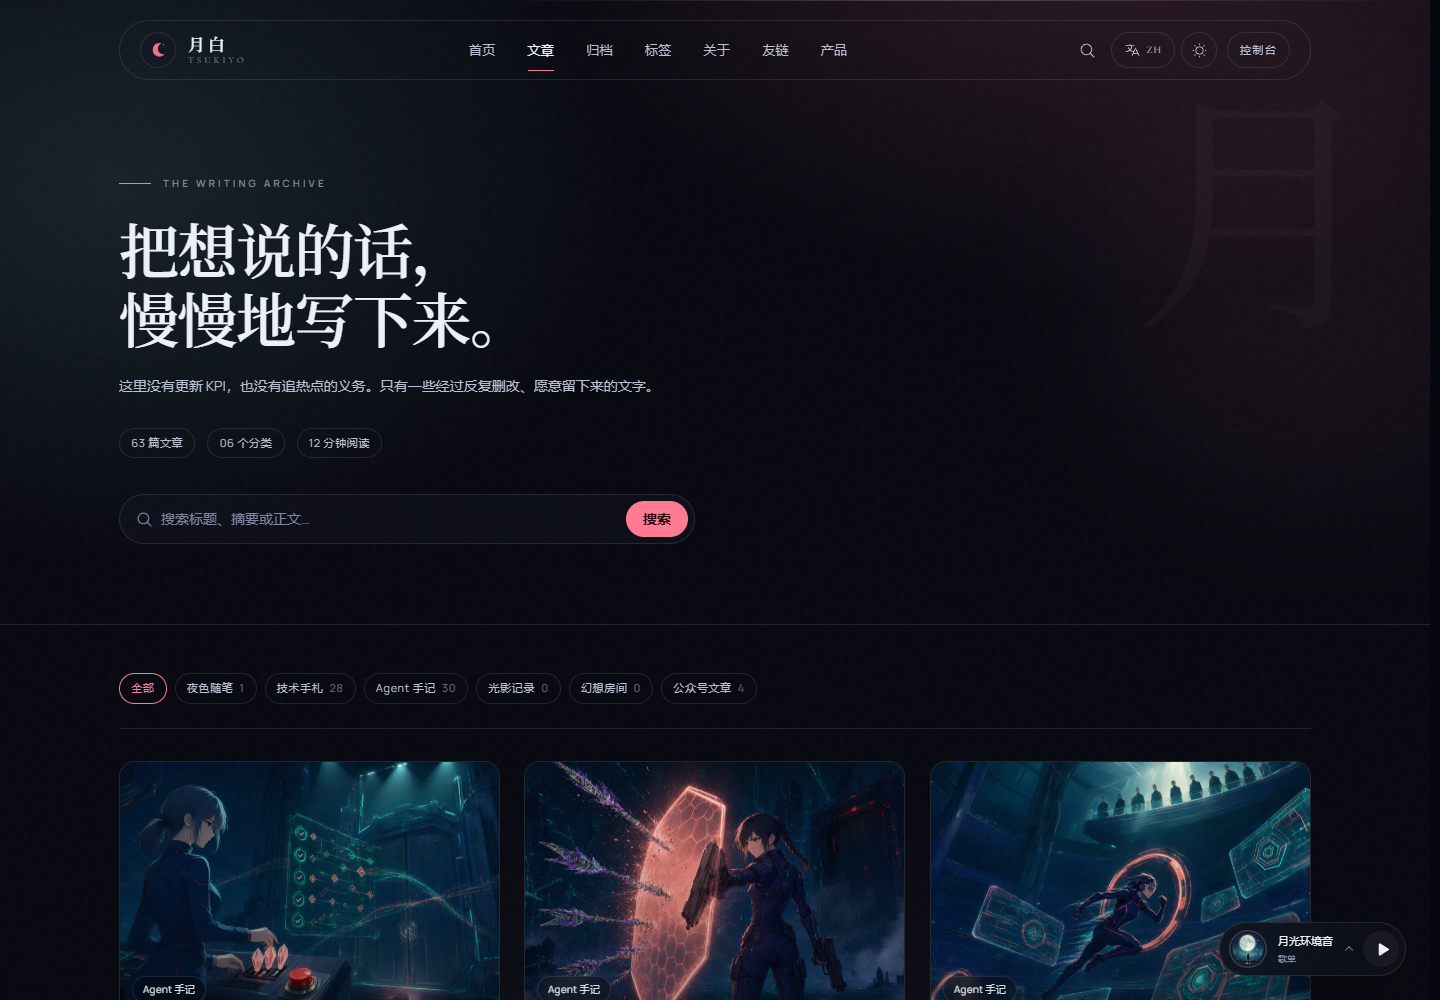 月白
TSUKIYO
首页
文章
归档
标签
关于
友链
产品
ZH
控制台
月
THE WRITING ARCHIVE
把想说的话，
慢慢地写下来。
这里没有更新 KPI，也没有追热点的义务。只有一些经过反复删改、愿意留下来的文字。
63 篇文章
06 个分类
12 分钟阅读
搜索标题、摘要或正文…
搜索
全部
夜色随笔 1
技术手札 28
Agent 手记 30
光影记录 0
幻想房间 0
公众号文章 4
Agent 手记
Agent 手记
Agent 手记
月光环境音
歌单